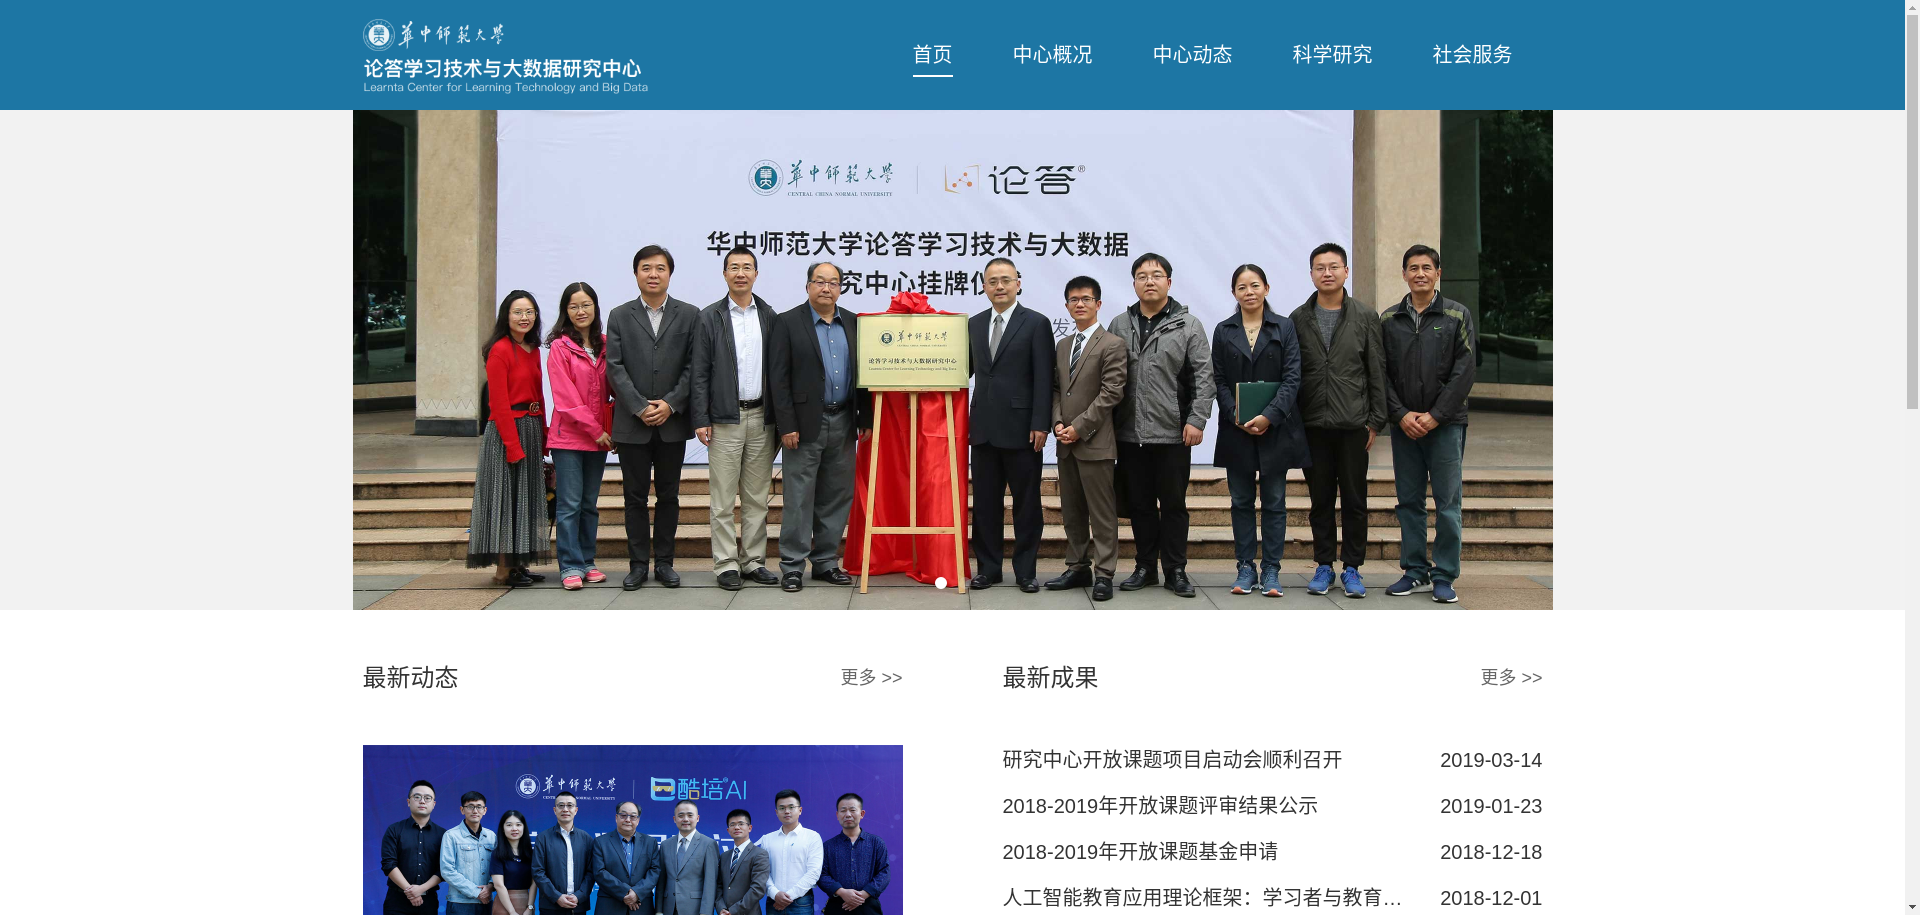 華中師範大學
论答学习技术与大数据研究中心
Learnta Center for Learning Technology and Big Data
首页 中心概况 中心动态 科学研究 社会服务
華中師範大學 论答®
CENTRAL CHINA NORMAL UNIVERSITY
华中师范大学论答学习技术与大数据
究中心挂牌仪
发
華中師範大學
论答学习技术与大数据研究中心
Learnta Center for Learning Technology and Big Data
最新动态 更多 >>
華中師範大學 酷培AI
CENTRAL CHINA NORMAL UNIVERSITY
最新成果 更多 >>
研究中心开放课题项目启动会顺利召开 2019-03-14
2018-2019年开放课题评审结果公示 2019-01-23
2018-2019年开放课题基金申请 2018-12-18
人工智能教育应用理论框架：学习者与教育… 2018-12-01